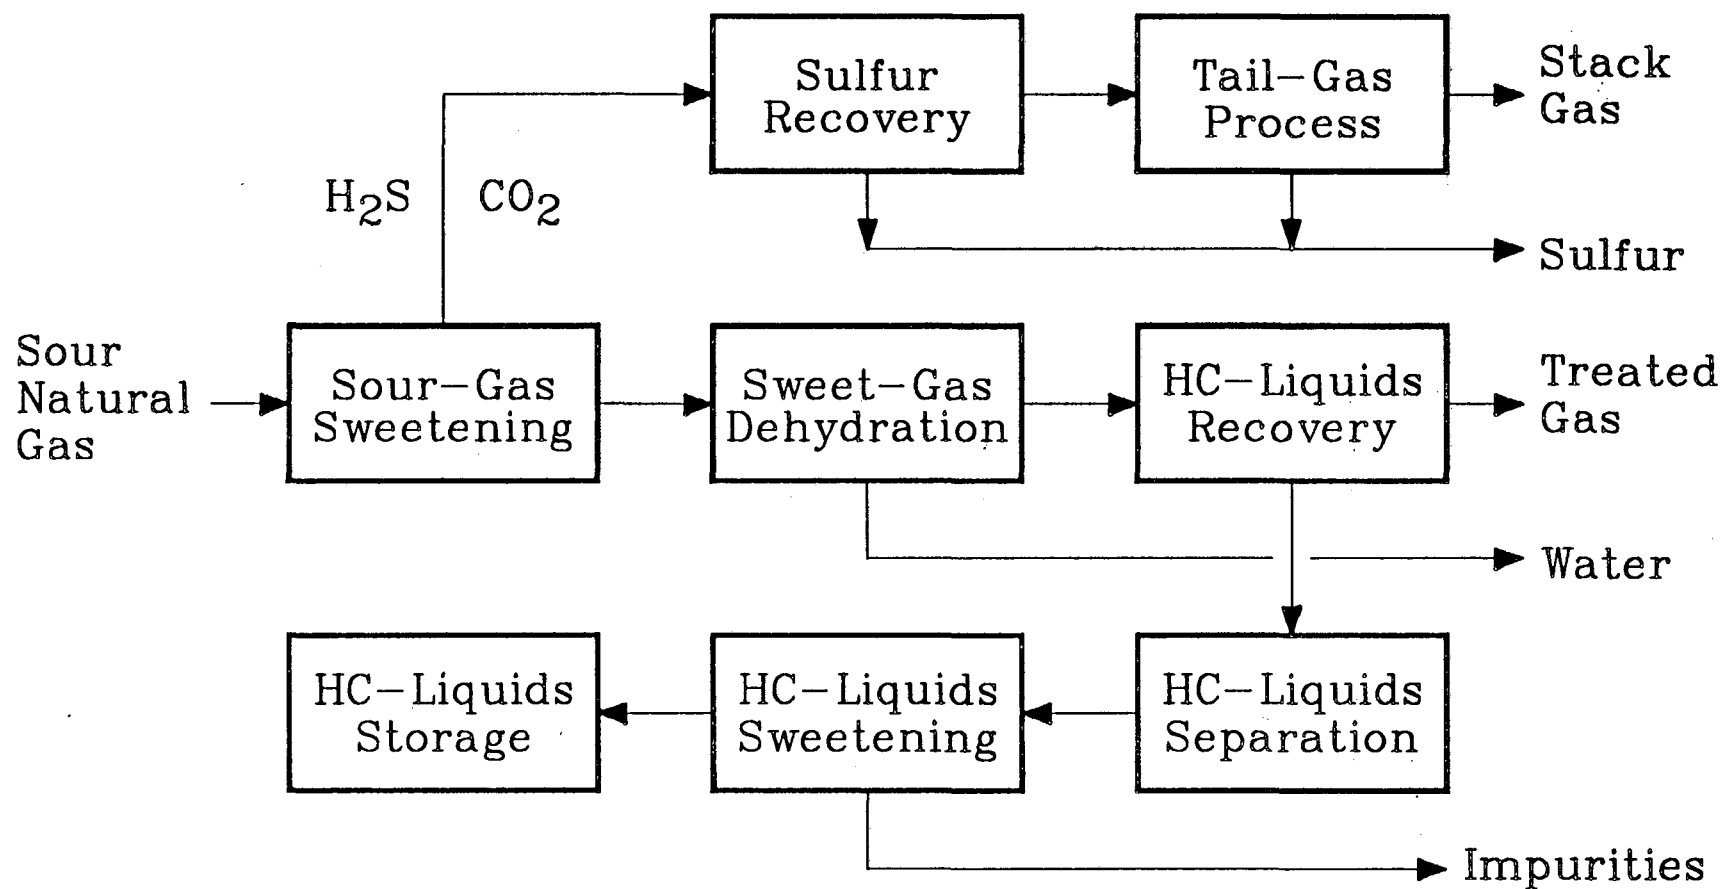 Sulfur
Recovery
Tail-Gas
Process
Stack
Gas
H2S
CO2
Sulfur
Sour
Natural
Gas
Sour-Gas
Sweetening
Sweet-Gas
Dehydration
HC-Liquids
Recovery
Treated
Gas
Water
HC-Liquids
Storage
HC-Liquids
Sweetening
HC-Liquids
Separation
Impurities